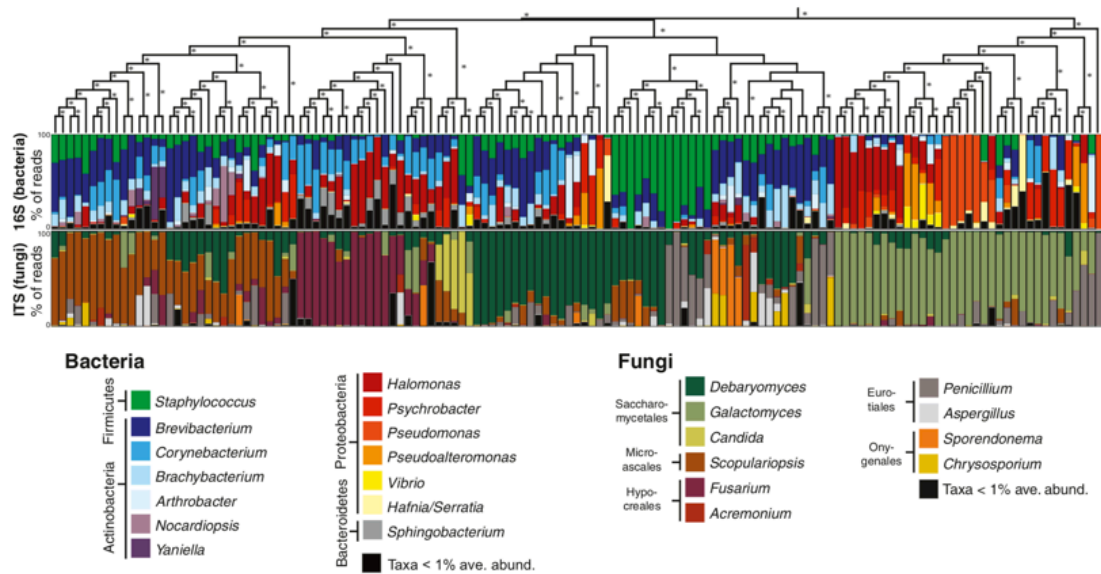 16S (bacteria)
% of reads
100
0
ITS (fungi)
% of reads
100
0
Bacteria
Firmicutes
Staphylococcus
Actinobacteria
Brevibacterium
Corynebacterium
Brachybacterium
Arthrobacter
Nocardiopsis
Yaniella
Proteobacteria
Halomonas
Psychrobacter
Pseudomonas
Pseudoalteromonas
Vibrio
Hafnia/Serratia
Bacteroidetes
Sphingobacterium
Taxa < 1% ave. abund.
Fungi
Saccharo-
mycetales
Debaryomyces
Galactomyces
Candida
Micro-
ascales
Scopulariopsis
Hypo-
creales
Fusarium
Acremonium
Euro-
tiales
Penicillium
Aspergillus
Ony-
genales
Sporendonema
Chrysosporium
Taxa < 1% ave. abund.